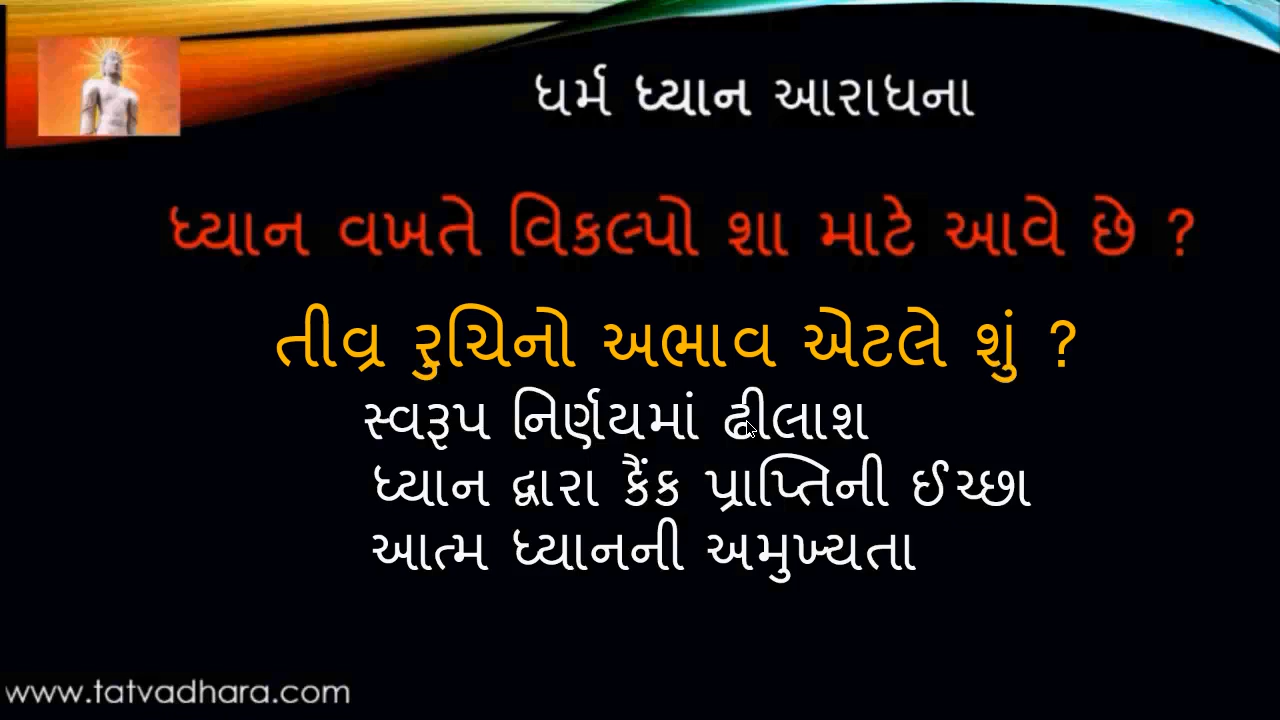 ધર્મ ધ્યાન આરાધના
ધ્યાન વખતે વિકલ્પો શા માટે આવે છે ?
તીવ્ર રુચિનો અભાવ એટલે શું ?
સ્વરૂપ નિર્ણયમાં ઢીલાશ
ધ્યાન દ્વારા કૈંક પ્રાપ્તિની ઈચ્છા
આત્મ ધ્યાનની અમુખ્યતા
www.tatvadhara.com